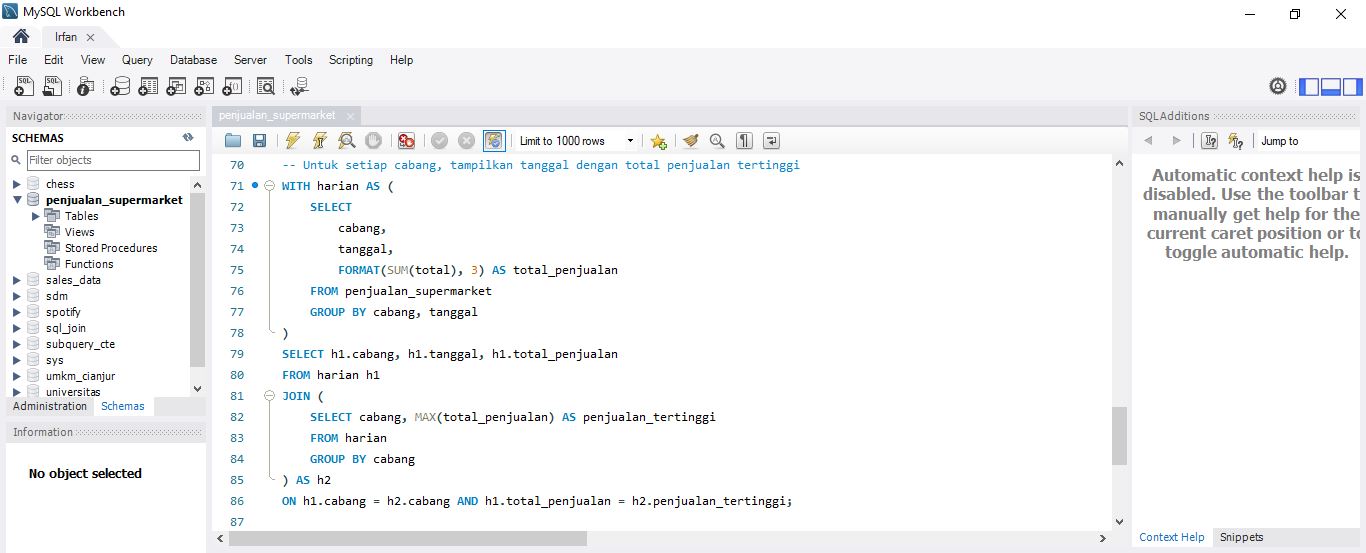 MySQL Workbench
Irfan
File Edit View Query Database Server Tools Scripting Help
Navigator
SCHEMAS
Filter objects
chess
penjualan_supermarket
Tables
Views
Stored Procedures
Functions
sales_data
sdm
spotify
sql_join
subquery_cte
sys
umkm_cianjur
universitas
Administration Schemas
Information
No object selected
penjualan_supermarket
Limit to 1000 rows
70 -- Untuk setiap cabang, tampilkan tanggal dengan total penjualan tertinggi
71 WITH harian AS (
72 SELECT
73 cabang,
74 tanggal,
75 FORMAT(SUM(total), 3) AS total_penjualan
76 FROM penjualan_supermarket
77 GROUP BY cabang, tanggal
78 )
79 SELECT h1.cabang, h1.tanggal, h1.total_penjualan
80 FROM harian h1
81 JOIN (
82 SELECT cabang, MAX(total_penjualan) AS penjualan_tertinggi
83 FROM harian
84 GROUP BY cabang
85 ) AS h2
86 ON h1.cabang = h2.cabang AND h1.total_penjualan = h2.penjualan_tertinggi;
87
SQLAdditions
Jump to
Automatic context help is
disabled. Use the toolbar t
manually get help for the
current caret position or to
toggle automatic help.
Context Help Snippets